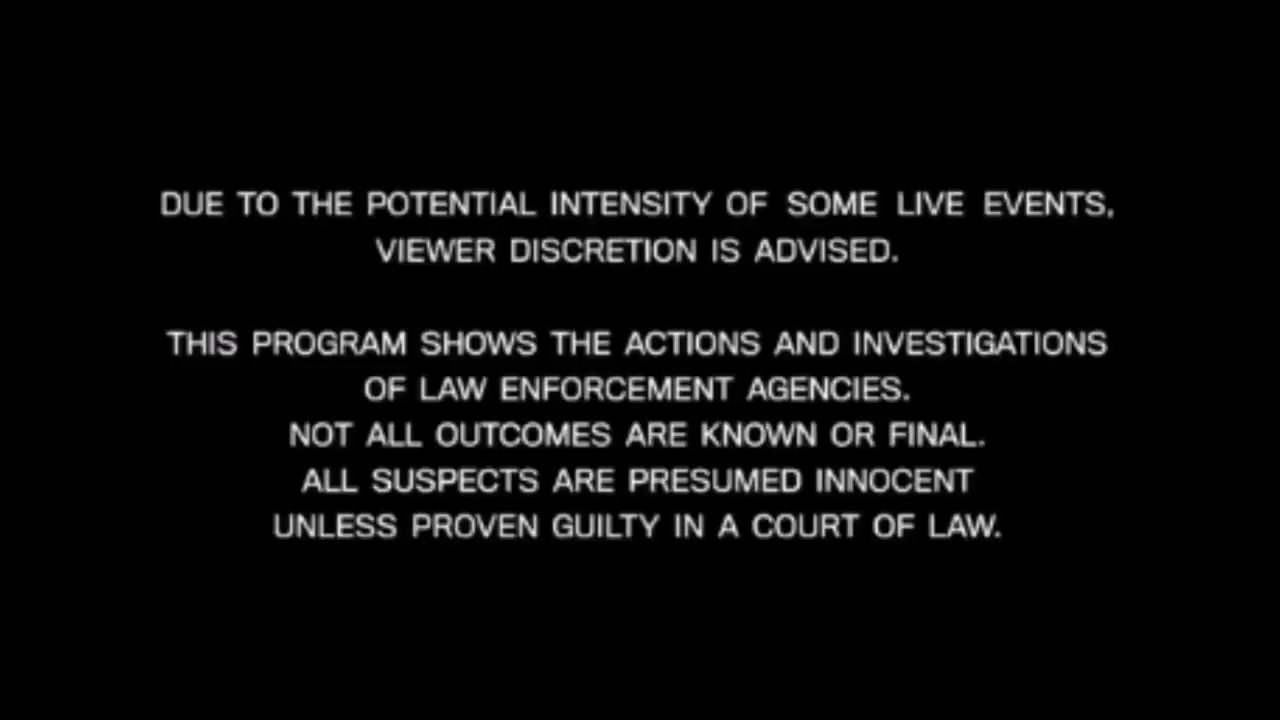 DUE TO THE POTENTIAL INTENSITY OF SOME LIVE EVENTS,
VIEWER DISCRETION IS ADVISED.
THIS PROGRAM SHOWS THE ACTIONS AND INVESTIGATIONS
OF LAW ENFORCEMENT AGENCIES.
NOT ALL OUTCOMES ARE KNOWN OR FINAL.
ALL SUSPECTS ARE PRESUMED INNOCENT
UNLESS PROVEN GUILTY IN A COURT OF LAW.